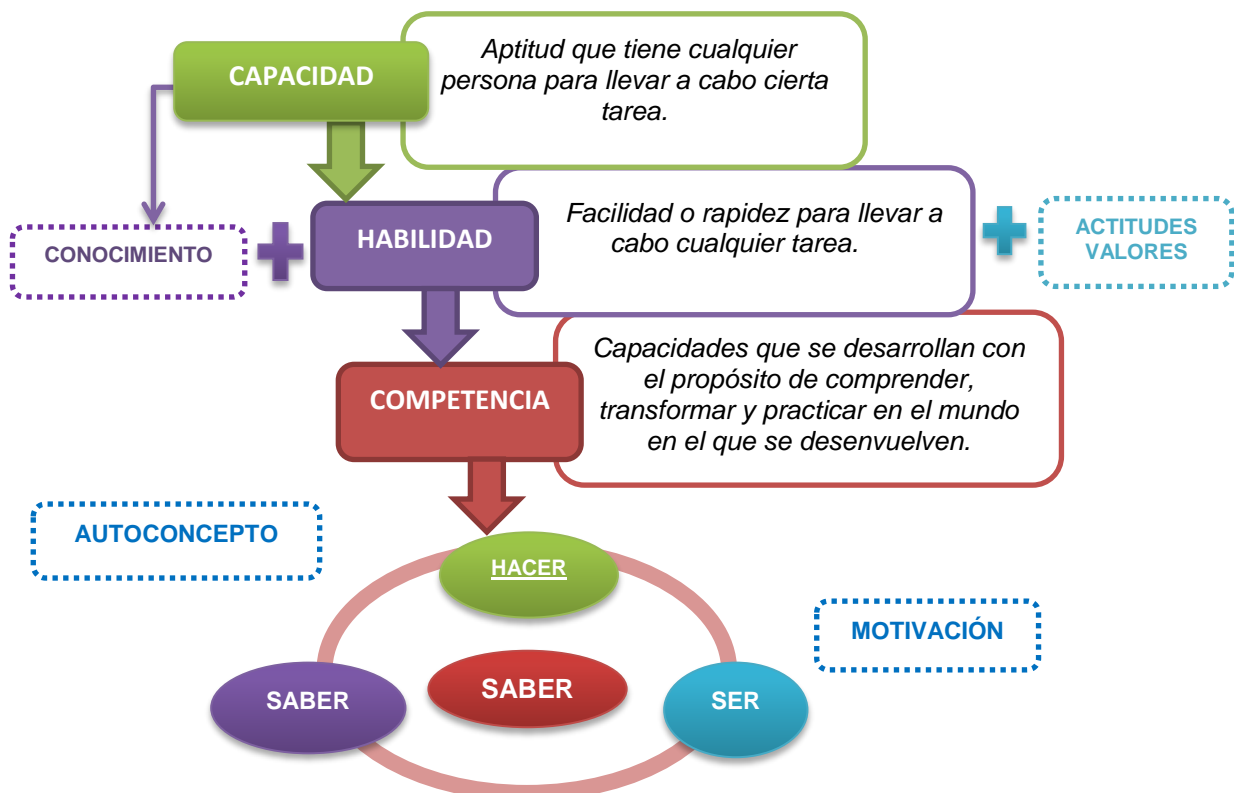 CAPACIDAD
Aptitud que tiene cualquier
persona para llevar a cabo cierta
tarea.
CONOCIMIENTO
HABILIDAD
Facilidad o rapidez para llevar a
cabo cualquier tarea.
ACTITUDES
VALORES
COMPETENCIA
Capacidades que se desarrollan con
el propósito de comprender,
transformar y practicar en el mundo
en el que se desenvuelven.
AUTOCONCEPTO
HACER
MOTIVACIÓN
SABER
SABER
SER